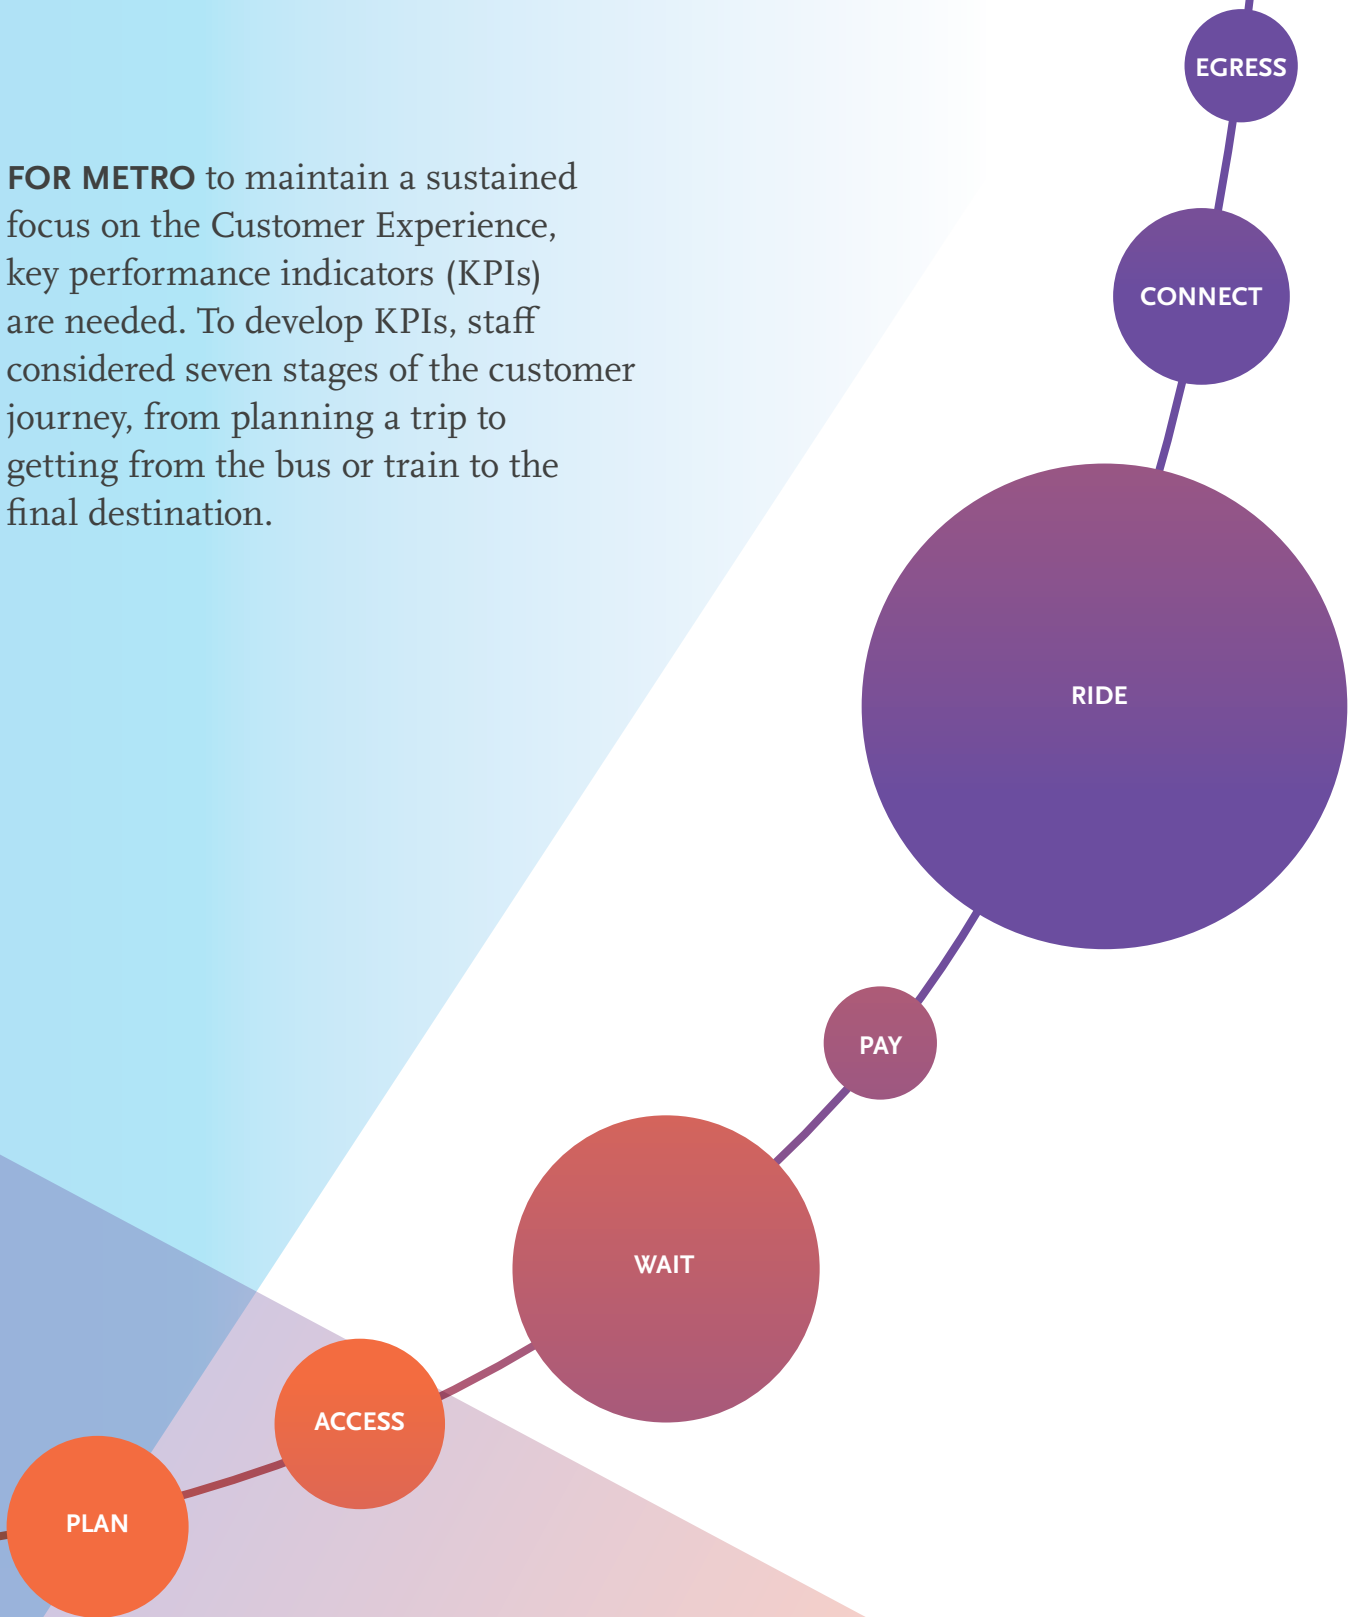 FOR METRO to maintain a sustained
focus on the Customer Experience,
key performance indicators (KPIs)
are needed. To develop KPIs, staff
considered seven stages of the customer
journey, from planning a trip to
getting from the bus or train to the
final destination.
EGRESS
CONNECT
RIDE
PAY
WAIT
ACCESS
PLAN